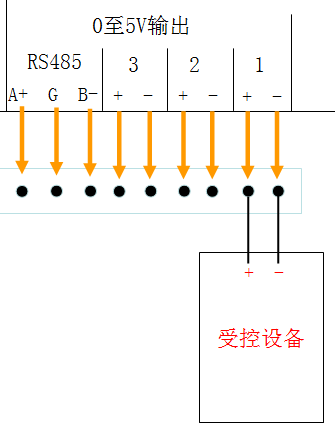 0至5V输出
RS485 3 2 1
A+ G B- + - + - + -
+ -
受控设备